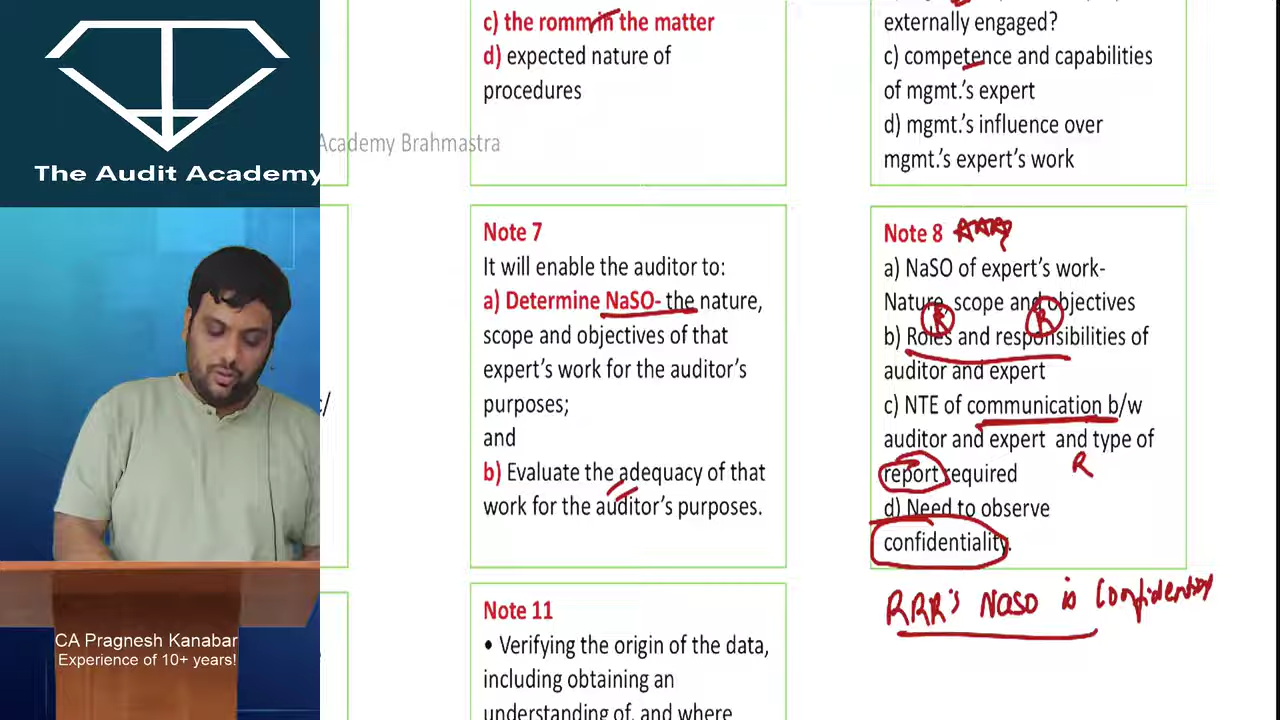 The Audit Academy
CA Pragnesh Kanabar
Experience of 10+ years!
c/
c) the romm in the matter
d) expected nature of
procedures
Academy Brahmastra
externally engaged?
c) competence and capabilities
of mgmt.'s expert
d) mgmt.'s influence over
mgmt.'s expert's work
Note 7
It will enable the auditor to:
a) Determine NaSO- the nature,
scope and objectives of that
expert's work for the auditor's
purposes;
and
b) Evaluate the adequacy of that
work for the auditor's purposes.
Note 8
a) NaSO of expert's work-
Nature, scope and objectives
R R
b) Roles and responsibilities of
auditor and expert
c) NTE of communication b/w
auditor and expert and type of
report required
R
d) Need to observe
confidentiality.
RRR's NASO is Confidential
Note 11
• Verifying the origin of the data,
including obtaining an
understanding of, and where